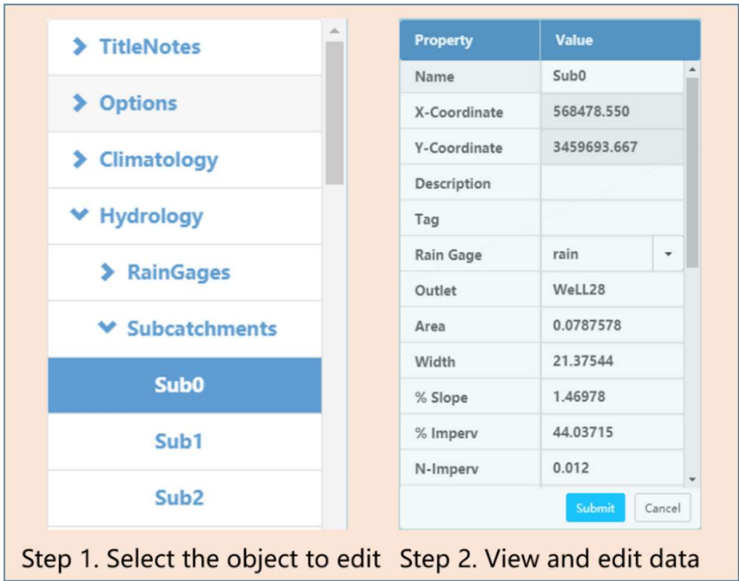 TitleNotes
Options
Climatology
Hydrology
RainGages
Subcatchments
Sub0
Sub1
Sub2
Step 1. Select the object to edit
Property Value
Name Sub0
X-Coordinate 568478.550
Y-Coordinate 3459693.667
Description
Tag
Rain Gage rain
Outlet WeLL28
Area 0.0787578
Width 21.37544
% Slope 1.46978
% Imperv 44.03715
N-Imperv 0.012
Submit Cancel
Step 2. View and edit data